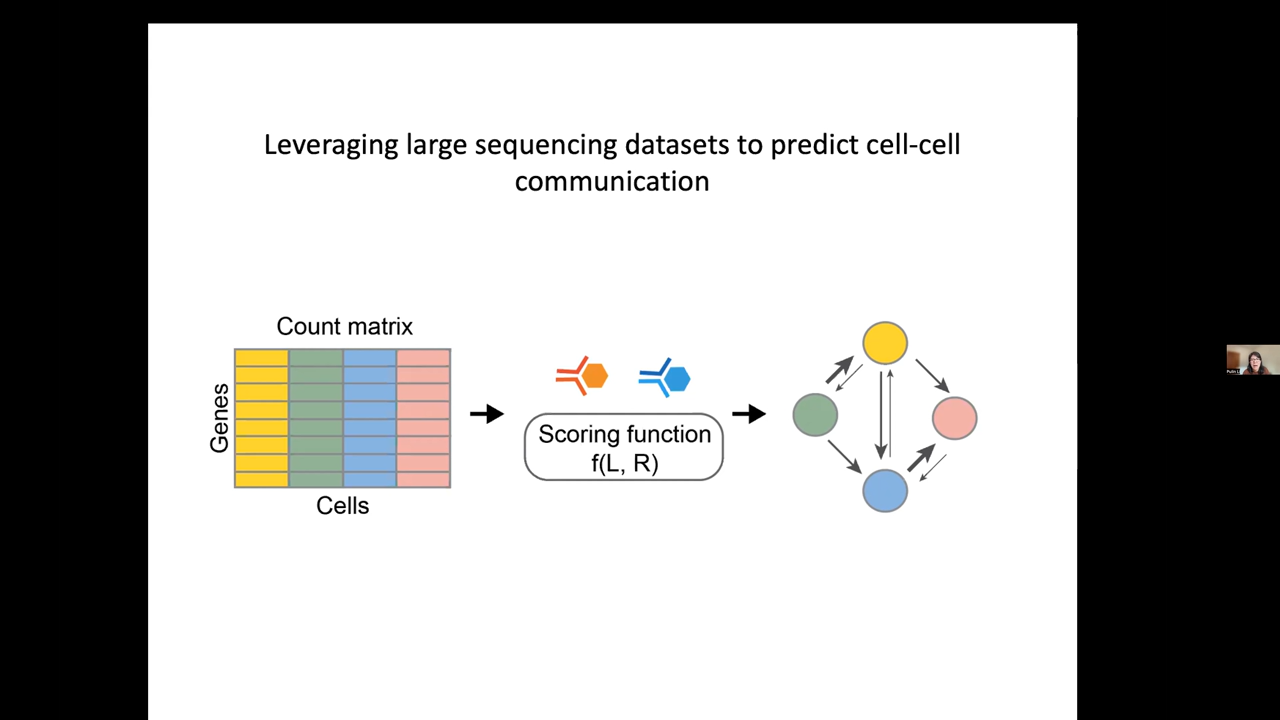 Leveraging large sequencing datasets to predict cell-cell
communication
Count matrix
Genes
Cells
Scoring function
f(L, R)